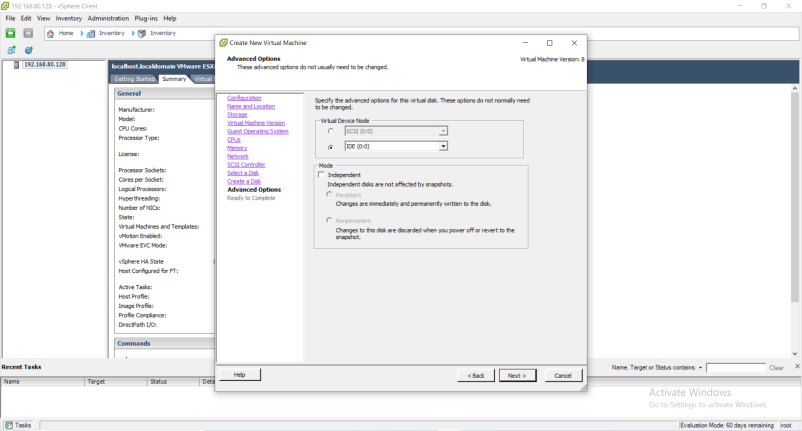 192.168.80.128 - vSphere Client
File Edit View Inventory Administration Plug-ins Help
Home Inventory Inventory
192.168.80.128
localhost.localdomain VMware ESX
Getting Started Summary Virtual
General
Manufacturer:
Model:
CPU Cores:
Processor Type:
License:
Processor Sockets:
Cores per Socket:
Logical Processors:
Hyperthreading:
Number of NICs:
State:
Virtual Machines and Templates:
vMotion Enabled:
VMware EVC Mode:
vSphere HA State
Host Configured for FT:
Active Tasks:
Host Profile:
Image Profile:
Profile Compliance:
DirectPath I/O:
Commands
Create New Virtual Machine
Advanced Options
These advanced options do not usually need to be changed.
Virtual Machine Version: 8
Configuration
Name and Location
Storage
Virtual Machine Version
Guest Operating System
CPUs
Memory
Network
SCSI Controller
Select a Disk
Create a Disk
Advanced Options
Ready to Complete
Specify the advanced options for this virtual disk. These options do not normally need
to be changed.
Virtual Device Node
SCSI (0:0)
IDE (0:0)
Mode
Independent
Independent disks are not affected by snapshots.
Persistent
Changes are immediately and permanently written to the disk.
Nonpersistent
Changes to this disk are discarded when you power off or revert to the
snapshot.
Help
< Back Next > Cancel
Recent Tasks
Name, Target or Status contains: Clear
Name Target Status Deta
Activate Windows
Go to Settings to activate Windows.
Tasks
Evaluation Mode: 60 days remaining root